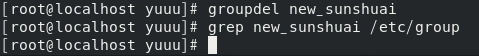 [root@localhost yuuu]# groupdel new_sunshuai
[root@localhost yuuu]# grep new_sunshuai /etc/group
[root@localhost yuuu]#